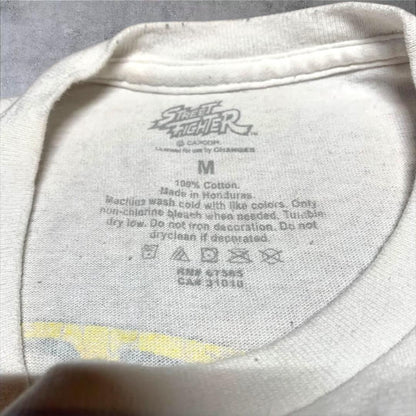 STREET
FIGHTER™
© CAPCOM
Licensed for use by CHANGES
M
100% Cotton.
Made in Honduras.
Machine wash cold with like colors. Only
non-chlorine bleach when needed. Tumble
dry low. Do not iron decoration. Do not
dryclean if decorated.
RN# 67565
CA# 31010